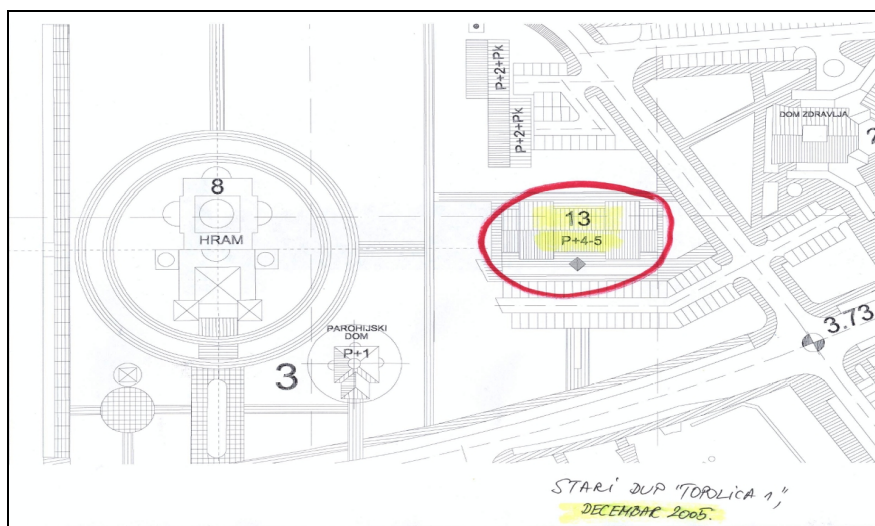 P+2+Pk
P+2+Pk
DOM ZDRAVLJA
8
HRAM
13
P+4-5
PAROHIJSKI
DOM
P+1
3
3.73
STARI DUP "TOPOLICA 1",
DECEMBAR 2005.